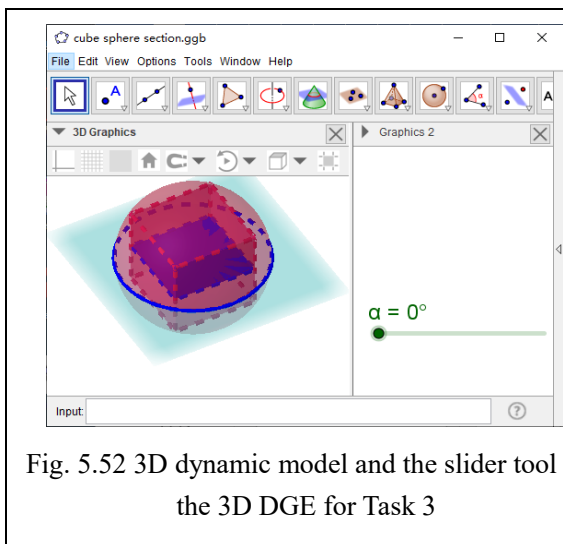 cube sphere section.ggb
File Edit View Options Tools Window Help
A
α
A
3D Graphics
Graphics 2
α = 0°
Input:
?
Fig. 5.52 3D dynamic model and the slider tool
the 3D DGE for Task 3